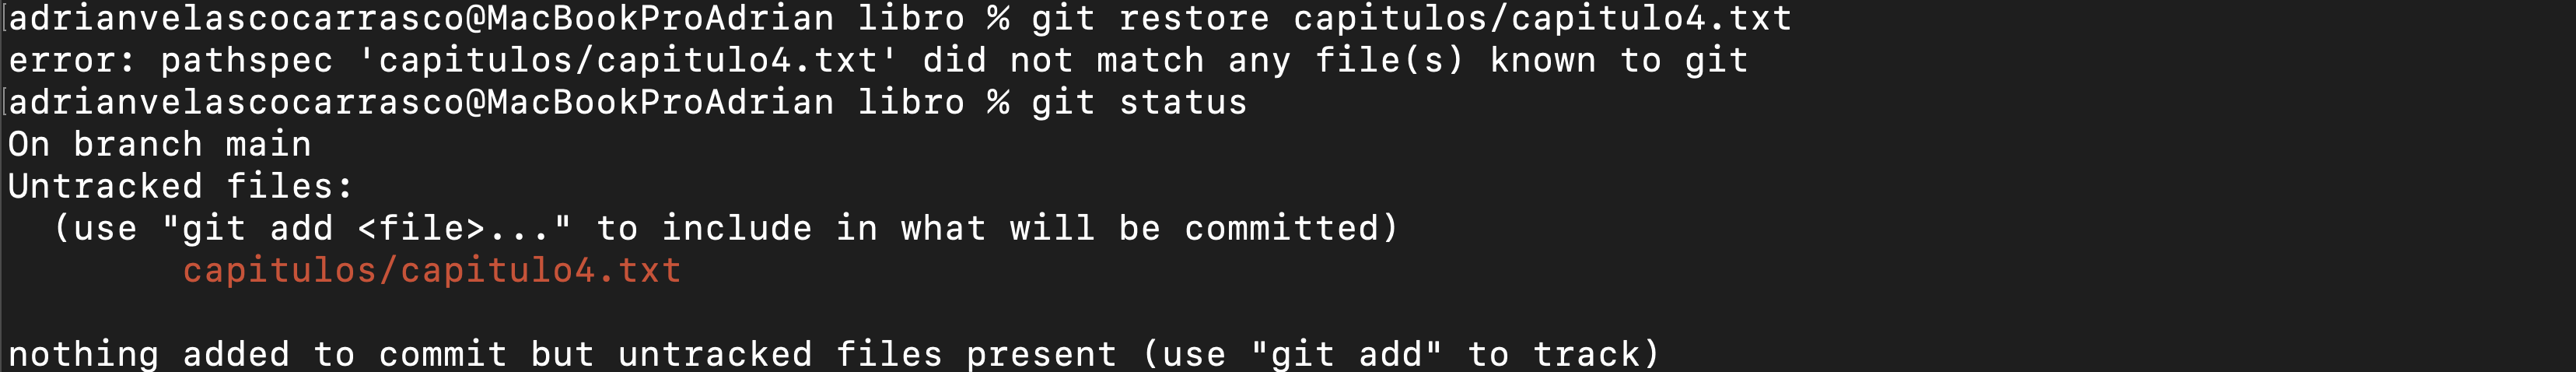 [adrianvelascocarrasco@MacBookProAdrian libro % git restore capitulos/capitulo4.txt
error: pathspec 'capitulos/capitulo4.txt' did not match any file(s) known to git
[adrianvelascocarrasco@MacBookProAdrian libro % git status
On branch main
Untracked files:
  (use "git add <file>..." to include in what will be committed)
        capitulos/capitulo4.txt
nothing added to commit but untracked files present (use "git add" to track)